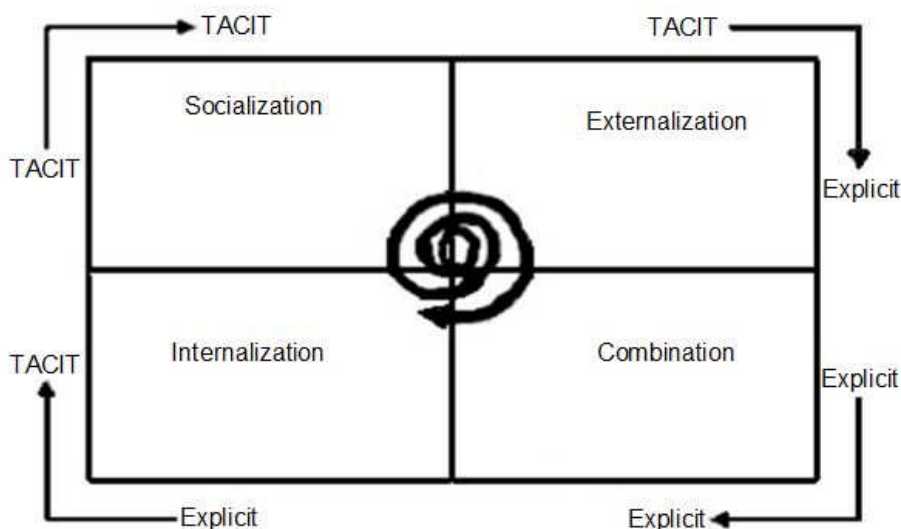 TACIT TACIT
Socialization
Externalization
TACIT
Explicit
Internalization
Combination
TACIT
Explicit
Explicit
Explicit